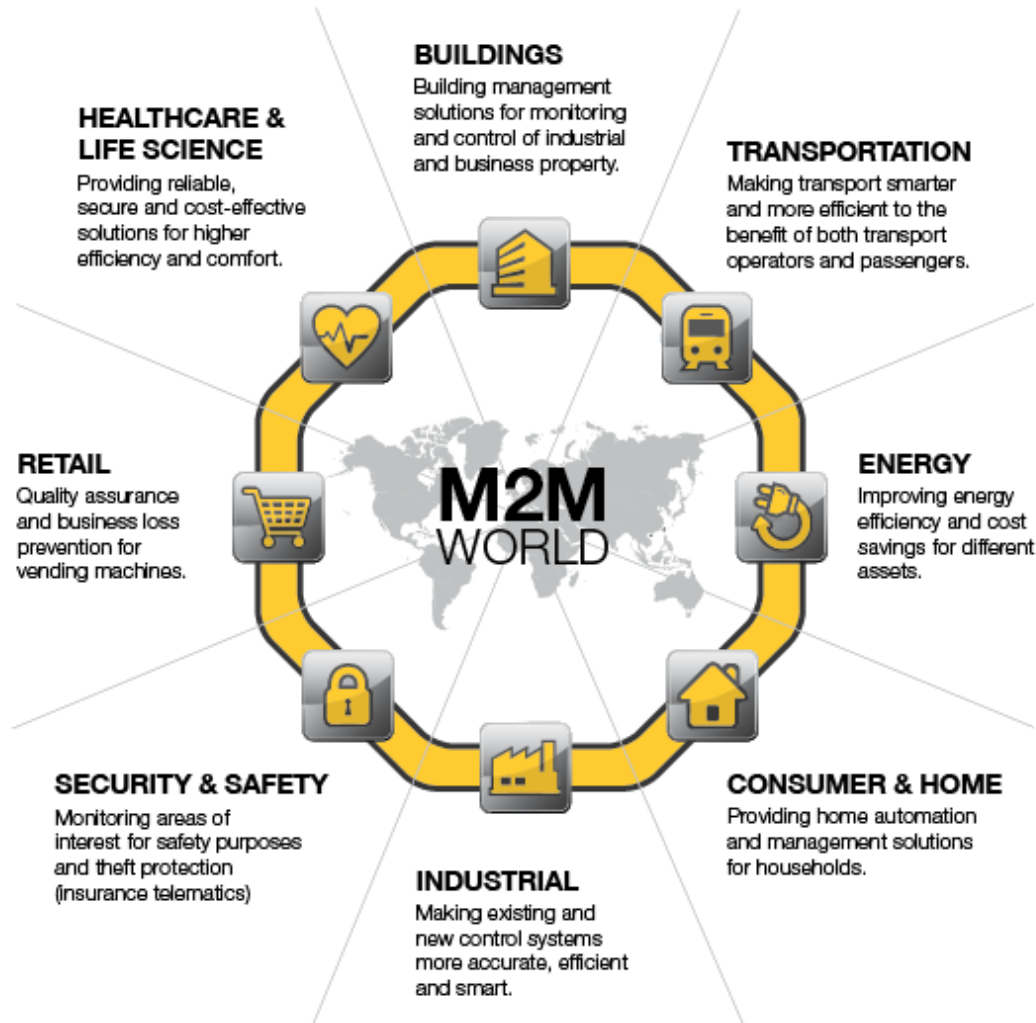 BUILDINGS
Building management
solutions for monitoring
and control of industrial
and business property.
HEALTHCARE &
LIFE SCIENCE
Providing reliable,
secure and cost-effective
solutions for higher
efficiency and comfort.
TRANSPORTATION
Making transport smarter
and more efficient to the
benefit of both transport
operators and passengers.
RETAIL
Quality assurance
and business loss
prevention for
vending machines.
M2M
WORLD
ENERGY
Improving energy
efficiency and cost
savings for different
assets.
SECURITY & SAFETY
Monitoring areas of
interest for safety purposes
and theft protection
(insurance telematics)
INDUSTRIAL
Making existing and
new control systems
more accurate, efficient
and smart.
CONSUMER & HOME
Providing home automation
and management solutions
for households.